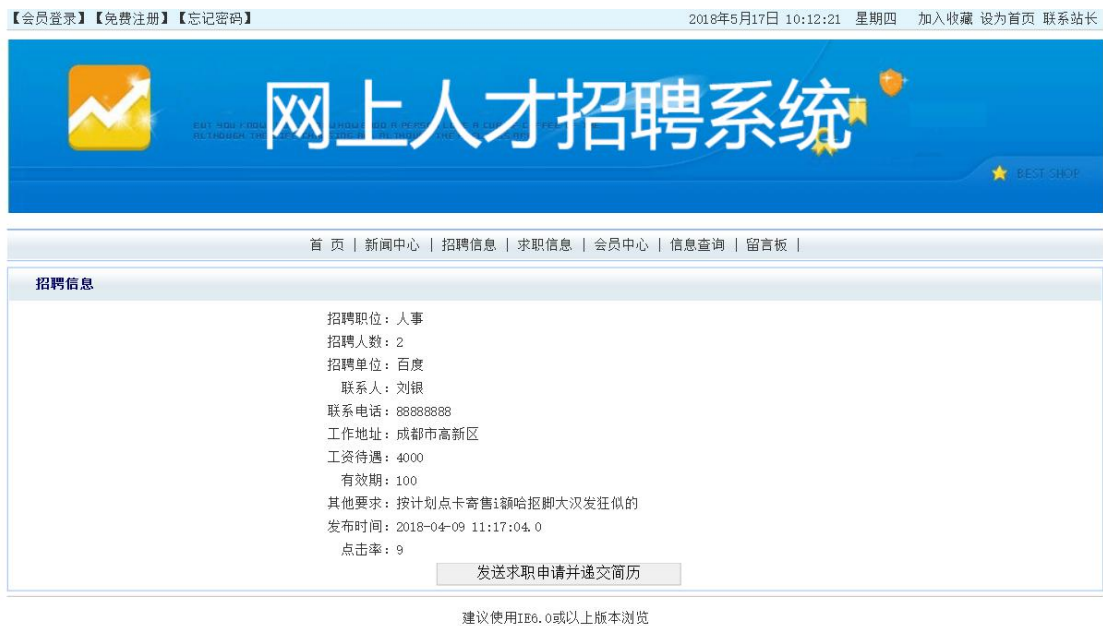 【会员登录】【免费注册】【忘记密码】 2018年5月17日 10:12:21 星期四 加入收藏 设为首页 联系站长
网上人才招聘系统
BEST SHOP
首 页 | 新闻中心 | 招聘信息 | 求职信息 | 会员中心 | 信息查询 | 留言板 |
招聘信息
招聘职位：人事
招聘人数：2
招聘单位：百度
联系人：刘银
联系电话：88888888
工作地址：成都市高新区
工资待遇：4000
有效期：100
其他要求：按计划点卡寄售i额哈抠脚大汉发狂似的
发布时间：2018-04-09 11:17:04.0
点击率：9
发送求职申请并递交简历
建议使用IE6.0或以上版本浏览